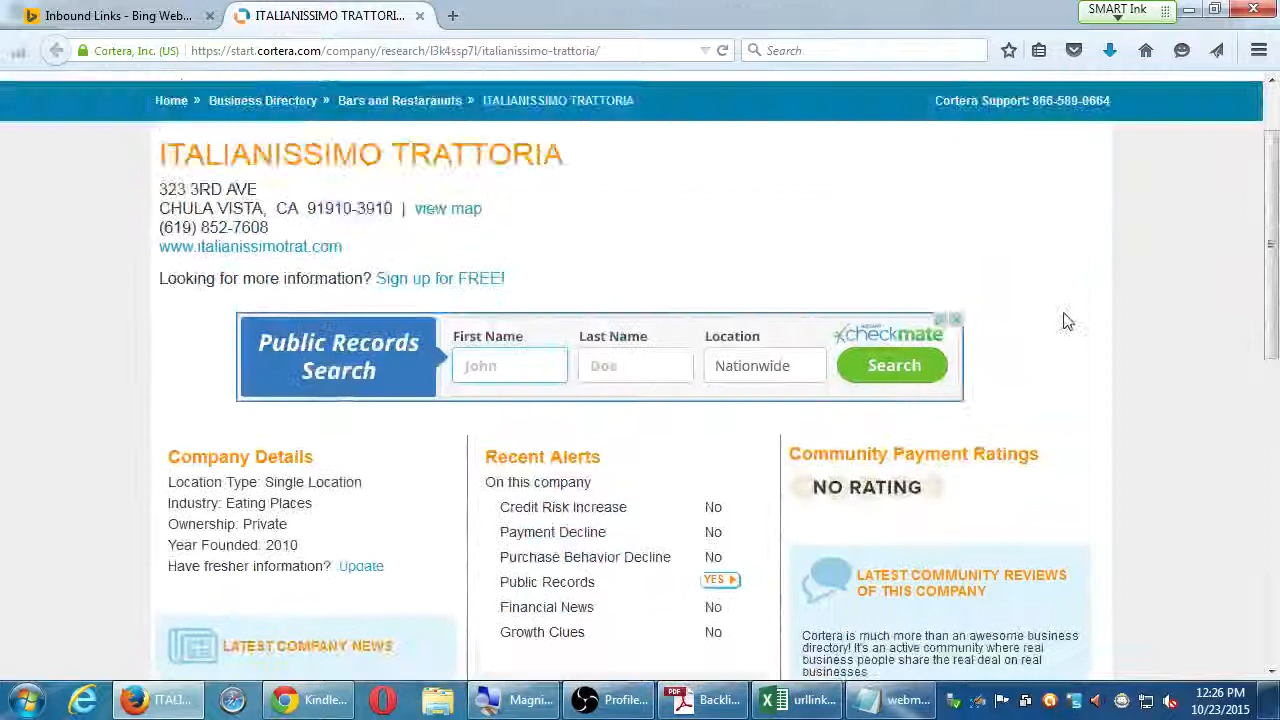 Inbound Links - Bing Web...
ITALIANISSIMO TRATTORI...
SMART Ink
Cortera, Inc. (US)
https://start.cortera.com/company/research/l3k4ssp7l/italianissimo-trattoria/
Search
Home » Business Directory » Bars and Restaraunts » ITALIANISSIMO TRATTORIA
Cortera Support: 866-589-0664
ITALIANISSIMO TRATTORIA
323 3RD AVE
CHULA VISTA, CA 91910-3910 | view map
(619) 852-7608
www.italianissimotrat.com
Looking for more information? Sign up for FREE!
Public Records
Search
First Name
John
Last Name
Doe
Location
Nationwide
checkmate
Search
Company Details
Location Type: Single Location
Industry: Eating Places
Ownership: Private
Year Founded: 2010
Have fresher information? Update
LATEST COMPANY NEWS
Recent Alerts
On this company
Credit Risk Increase No
Payment Decline No
Purchase Behavior Decline No
Public Records YES
Financial News No
Growth Clues No
Community Payment Ratings
NO RATING
LATEST COMMUNITY REVIEWS
OF THIS COMPANY
Cortera is much more than an awesome business
directory! It's an active community where real
business people share the real deal on real
businesses
ITALI...
Kindle...
Magni...
Profile...
PDF
Backli...
urllink...
webm...
12:26 PM
10/23/2015